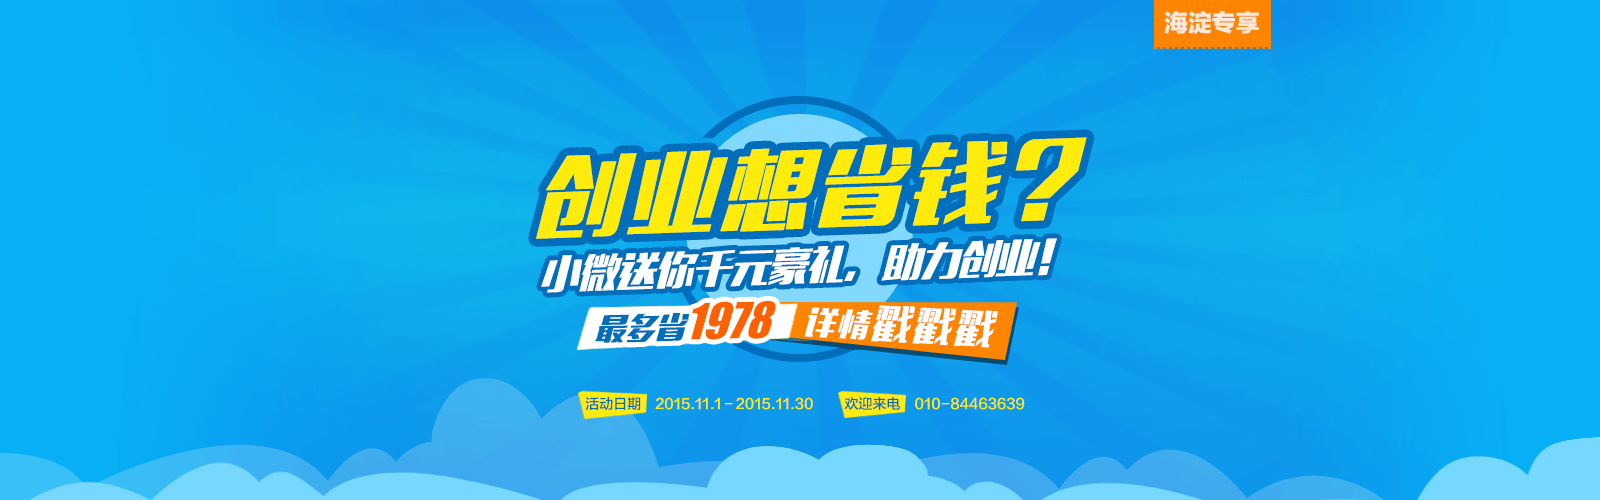 海淀专享
创业想省钱?
小微送你千元豪礼，助力创业!
最多省1978 详情戳戳戳
活动日期 2015.11.1-2015.11.30 欢迎来电 010-84463639